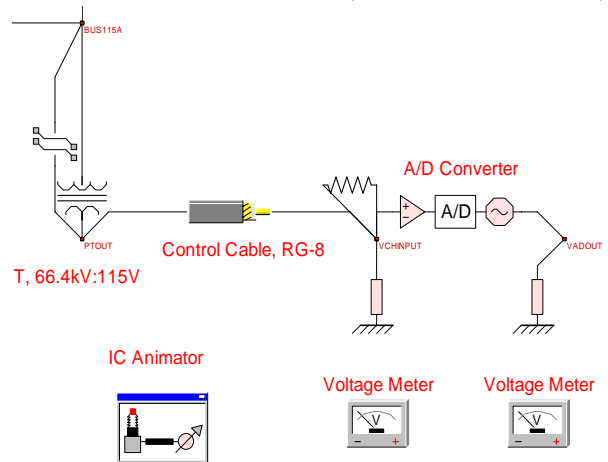 BUS115A
A/D Converter
A/D
PTOUT
Control Cable, RG-8
VCHINPUT
VADOUT
T, 66.4kV:115V
IC Animator
Voltage Meter
Voltage Meter
V
V